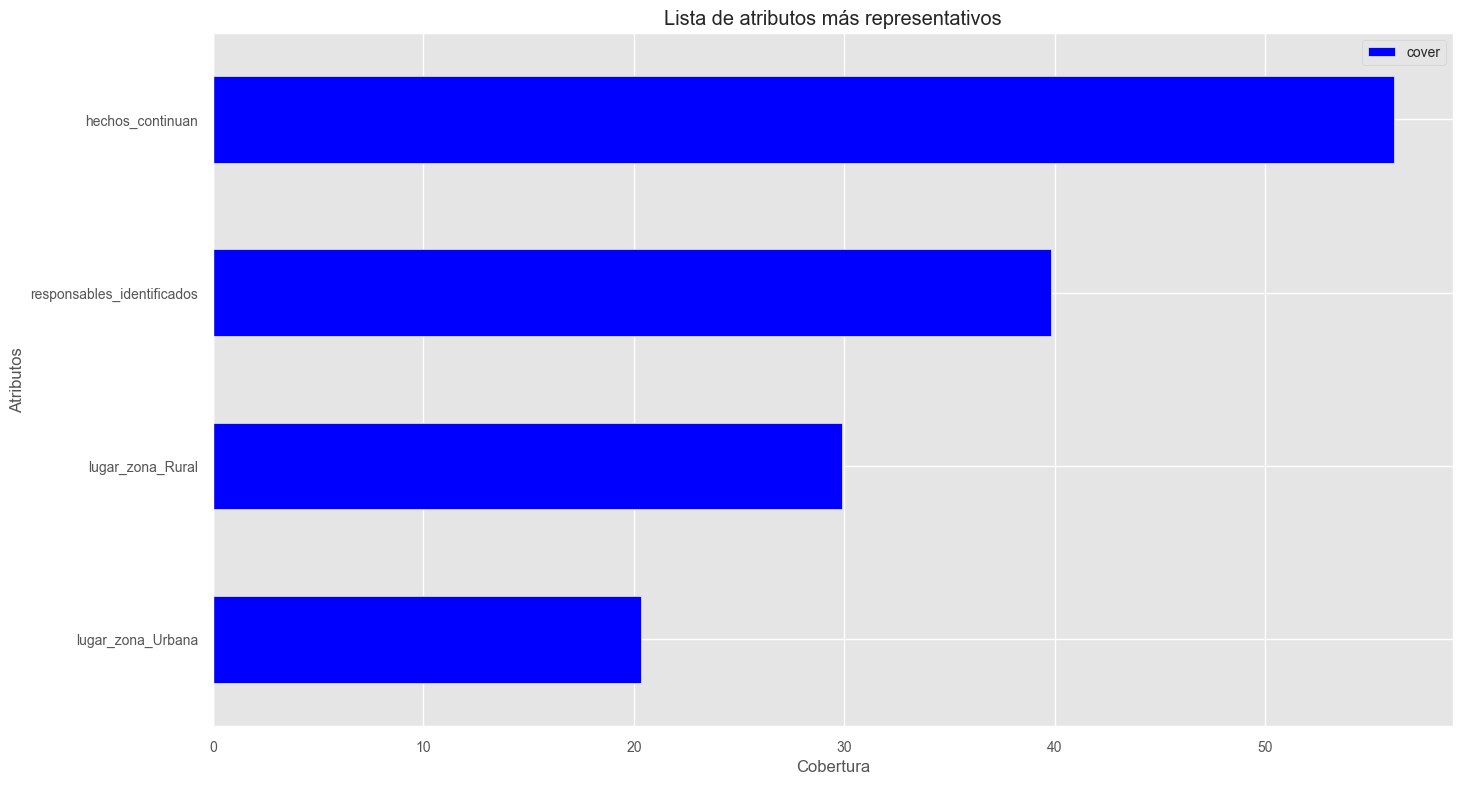 Lista de atributos más representativos
cover
hechos_continuan
responsables_identificados
lugar_zona_Rural
lugar_zona_Urbana
Atributos
0 10 20 30 40 50
Cobertura